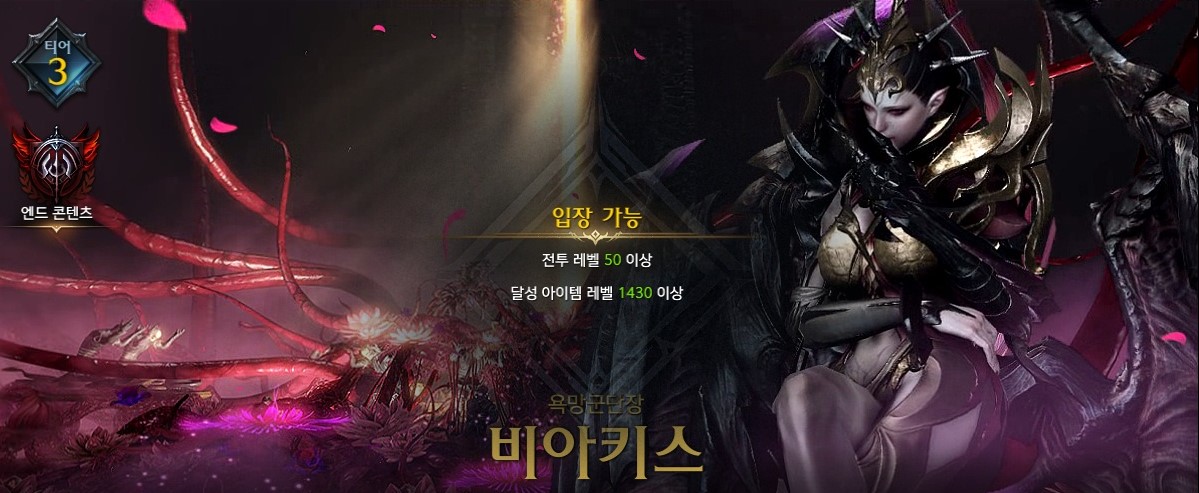 티어
3
엔드 콘텐츠
입장 가능
전투 레벨 50 이상
달성 아이템 레벨 1430 이상
욕망군단장
비아키스